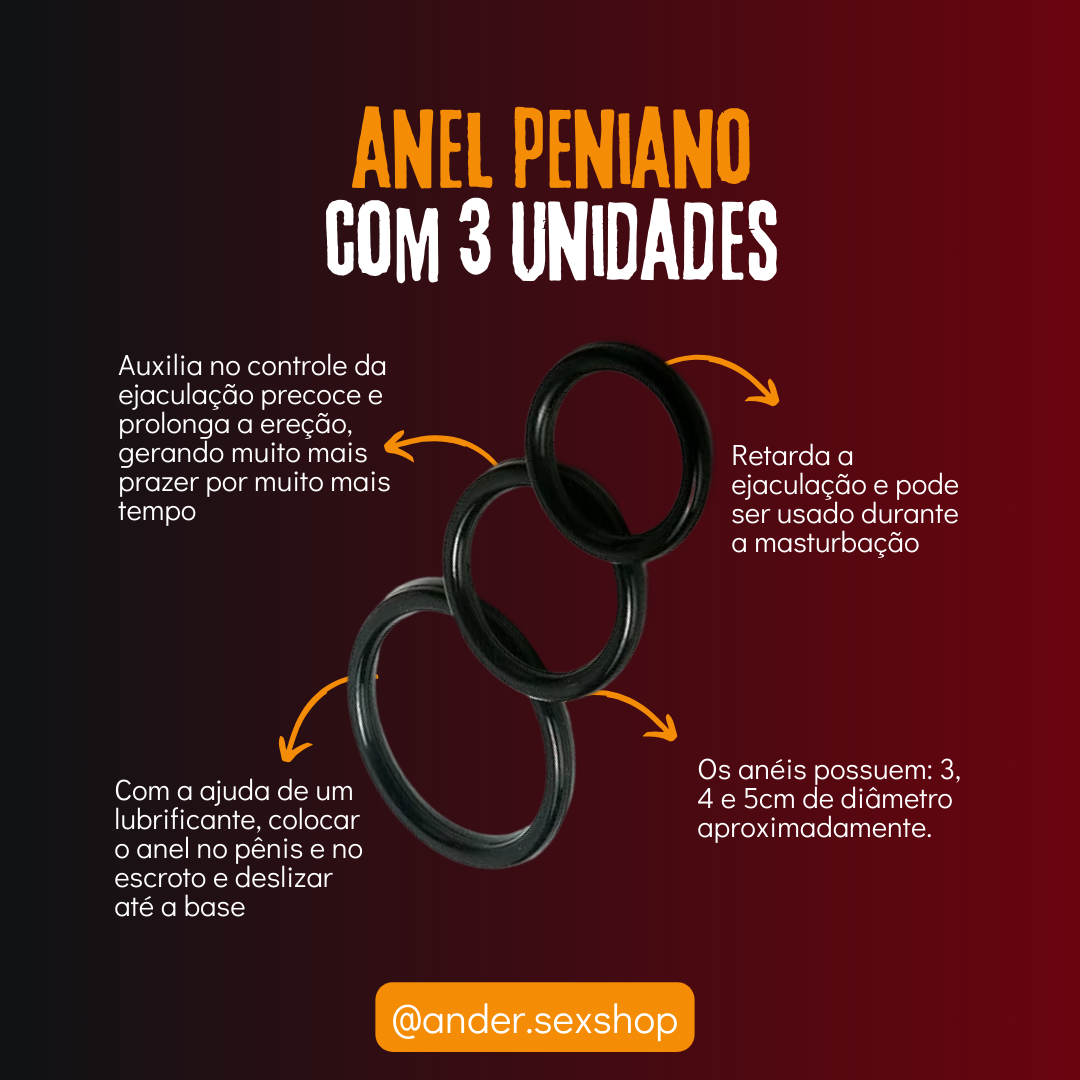 ANEL PENIANO
COM 3 UNIDADES
Auxilia no controle da
ejaculação precoce e
prolonga a ereção,
gerando muito mais
prazer por muito mais
tempo
Retarda a
ejaculação e pode
ser usado durante
a masturbação
Com a ajuda de um
lubrificante, colocar
o anel no pênis e no
escroto e deslizar
até a base
Os anéis possuem: 3,
4 e 5cm de diâmetro
aproximadamente.
@ander.sexshop